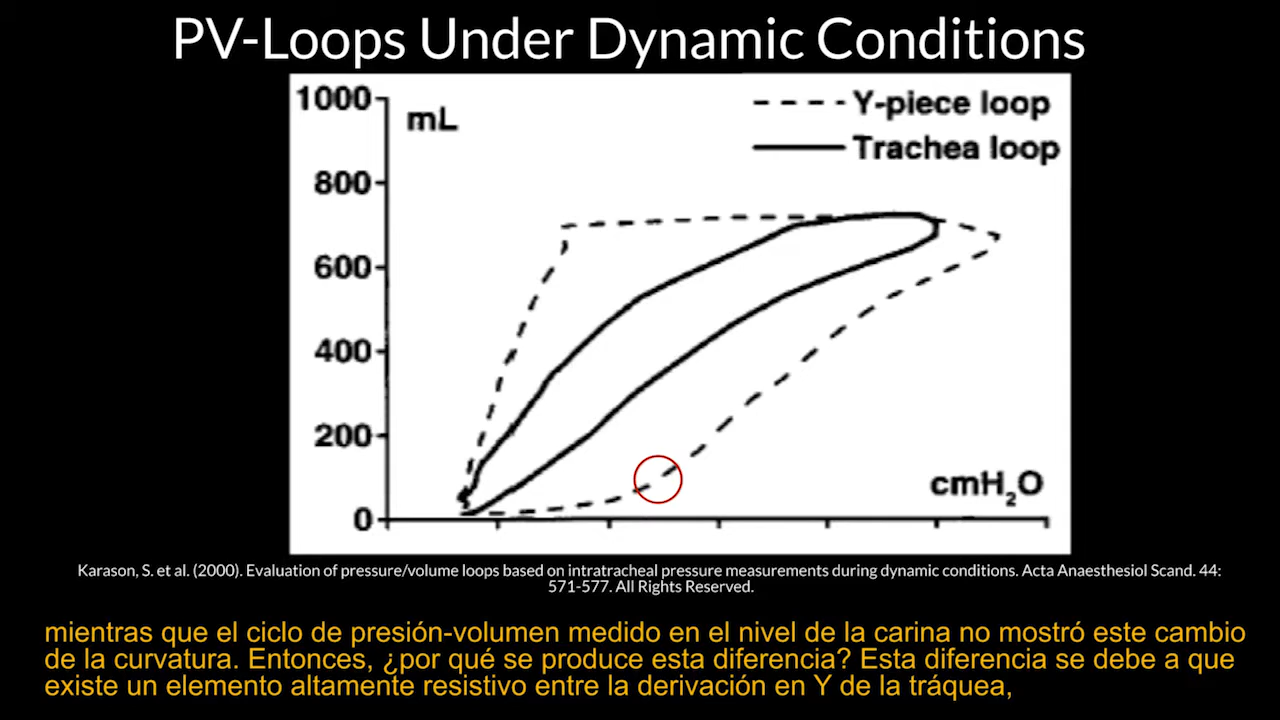 PV-Loops Under Dynamic Conditions
1000
mL
Y-piece loop
Trachea loop
800
600
400
200
0
cmH₂O
Karason, S. et al. (2000). Evaluation of pressure/volume loops based on intratracheal pressure measurements during dynamic conditions. Acta Anaesthesiol Scand. 44:
571-577. All Rights Reserved.
mientras que el ciclo de presión-volumen medido en el nivel de la carina no mostró este cambio
de la curvatura. Entonces, ¿por qué se produce esta diferencia? Esta diferencia se debe a que
existe un elemento altamente resistivo entre la derivación en Y de la tráquea,